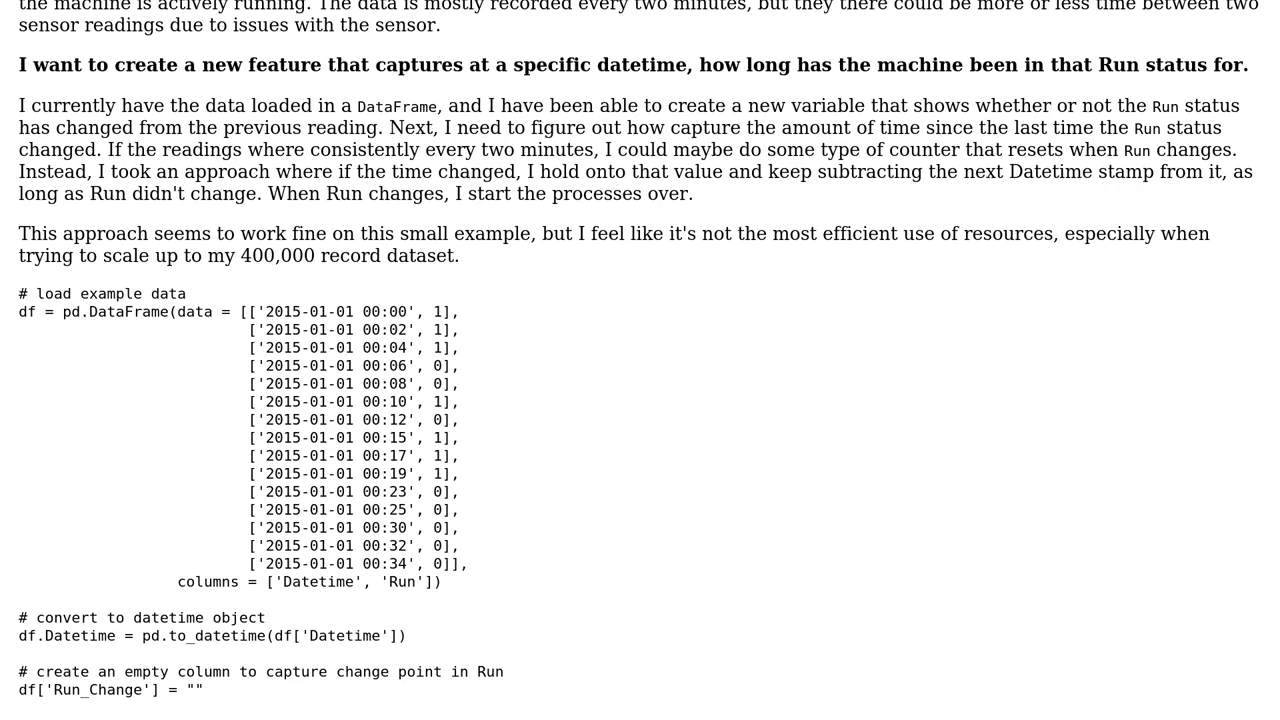 the machine is actively running. The data is mostly recorded every two minutes, but they there could be more or less time between two
sensor readings due to issues with the sensor.
I want to create a new feature that captures at a specific datetime, how long has the machine been in that Run status for.
I currently have the data loaded in a DataFrame, and I have been able to create a new variable that shows whether or not the Run status
has changed from the previous reading. Next, I need to figure out how capture the amount of time since the last time the Run status
changed. If the readings where consistently every two minutes, I could maybe do some type of counter that resets when Run changes.
Instead, I took an approach where if the time changed, I hold onto that value and keep subtracting the next Datetime stamp from it, as
long as Run didn't change. When Run changes, I start the processes over.
This approach seems to work fine on this small example, but I feel like it's not the most efficient use of resources, especially when
trying to scale up to my 400,000 record dataset.
# load example data
df = pd.DataFrame(data = [['2015-01-01 00:00', 1],
['2015-01-01 00:02', 1],
['2015-01-01 00:04', 1],
['2015-01-01 00:06', 0],
['2015-01-01 00:08', 0],
['2015-01-01 00:10', 1],
['2015-01-01 00:12', 0],
['2015-01-01 00:15', 1],
['2015-01-01 00:17', 1],
['2015-01-01 00:19', 1],
['2015-01-01 00:23', 0],
['2015-01-01 00:25', 0],
['2015-01-01 00:30', 0],
['2015-01-01 00:32', 0],
['2015-01-01 00:34', 0]],
columns = ['Datetime', 'Run'])
# convert to datetime object
df.Datetime = pd.to_datetime(df['Datetime'])
# create an empty column to capture change point in Run
df['Run_Change'] = ""